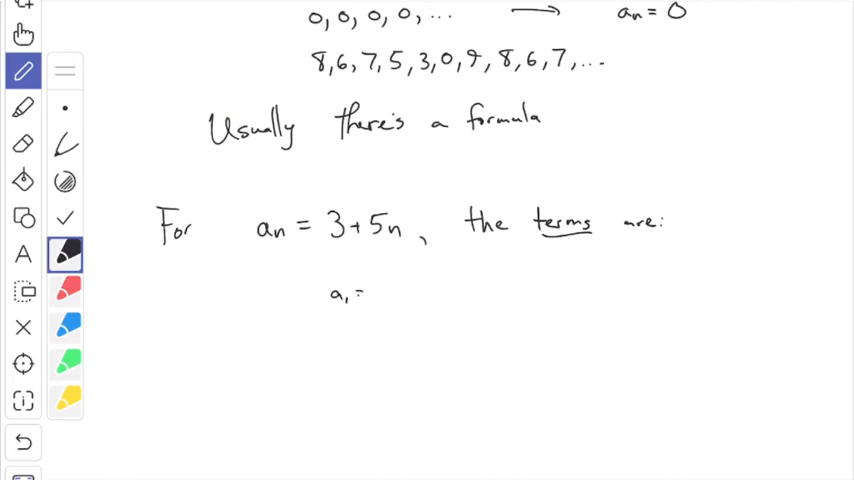 0, 0, 0, 0, ... → aₙ = 0
8, 6, 7, 5, 3, 0, 9, 8, 6, 7, ...
Usually there's a formula
For aₙ = 3 + 5n, the terms are:
a₁ =